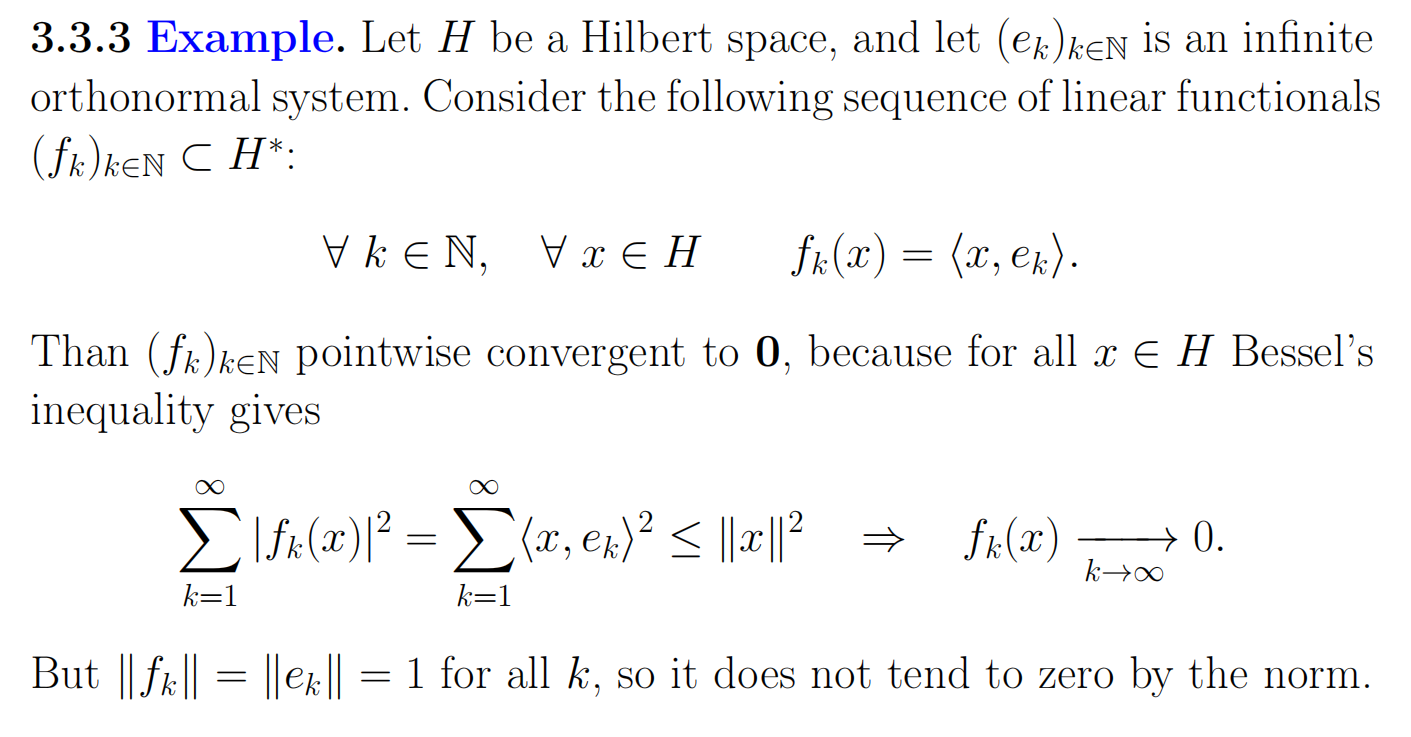 3.3.3 Example. Let H be a Hilbert space, and let (e_k)_{k∈ℕ} is an infinite
orthonormal system. Consider the following sequence of linear functionals
(f_k)_{k∈ℕ} ⊂ H*:
∀ k ∈ ℕ, ∀ x ∈ H f_k(x) = ⟨x, e_k⟩.
Than (f_k)_{k∈ℕ} pointwise convergent to 0, because for all x ∈ H Bessel's
inequality gives
∑_{k=1}^{∞} |f_k(x)|² = ∑_{k=1}^{∞} ⟨x, e_k⟩² ≤ ‖x‖² ⇒ f_k(x) ⟶_{k→∞} 0.
But ‖f_k‖ = ‖e_k‖ = 1 for all k, so it does not tend to zero by the norm.